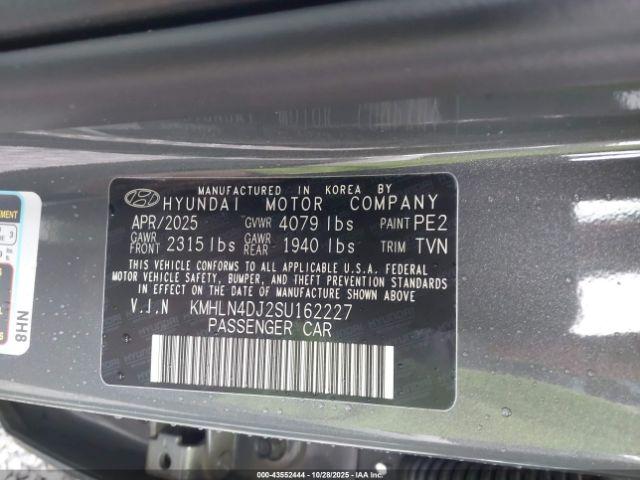 MANUFACTURED IN KOREA BY
HYUNDAI MOTOR COMPANY
APR/2025 GVWR 4079 lbs PAINT PE2
GAWR FRONT 2315 lbs GAWR REAR 1940 lbs TRIM TVN
THIS VEHICLE CONFORMS TO ALL APPLICABLE U.S.A. FEDERAL
MOTOR VEHICLE SAFETY, BUMPER, AND THEFT PREVENTION STANDARDS
IN EFFECT ON THE DATE OF MANUFACTURE SHOWN ABOVE.
V.I.N KMHLN4DJ2SU162227
PASSENGER CAR
NH8
000-43552444 10/28/2025 IAAI.COM